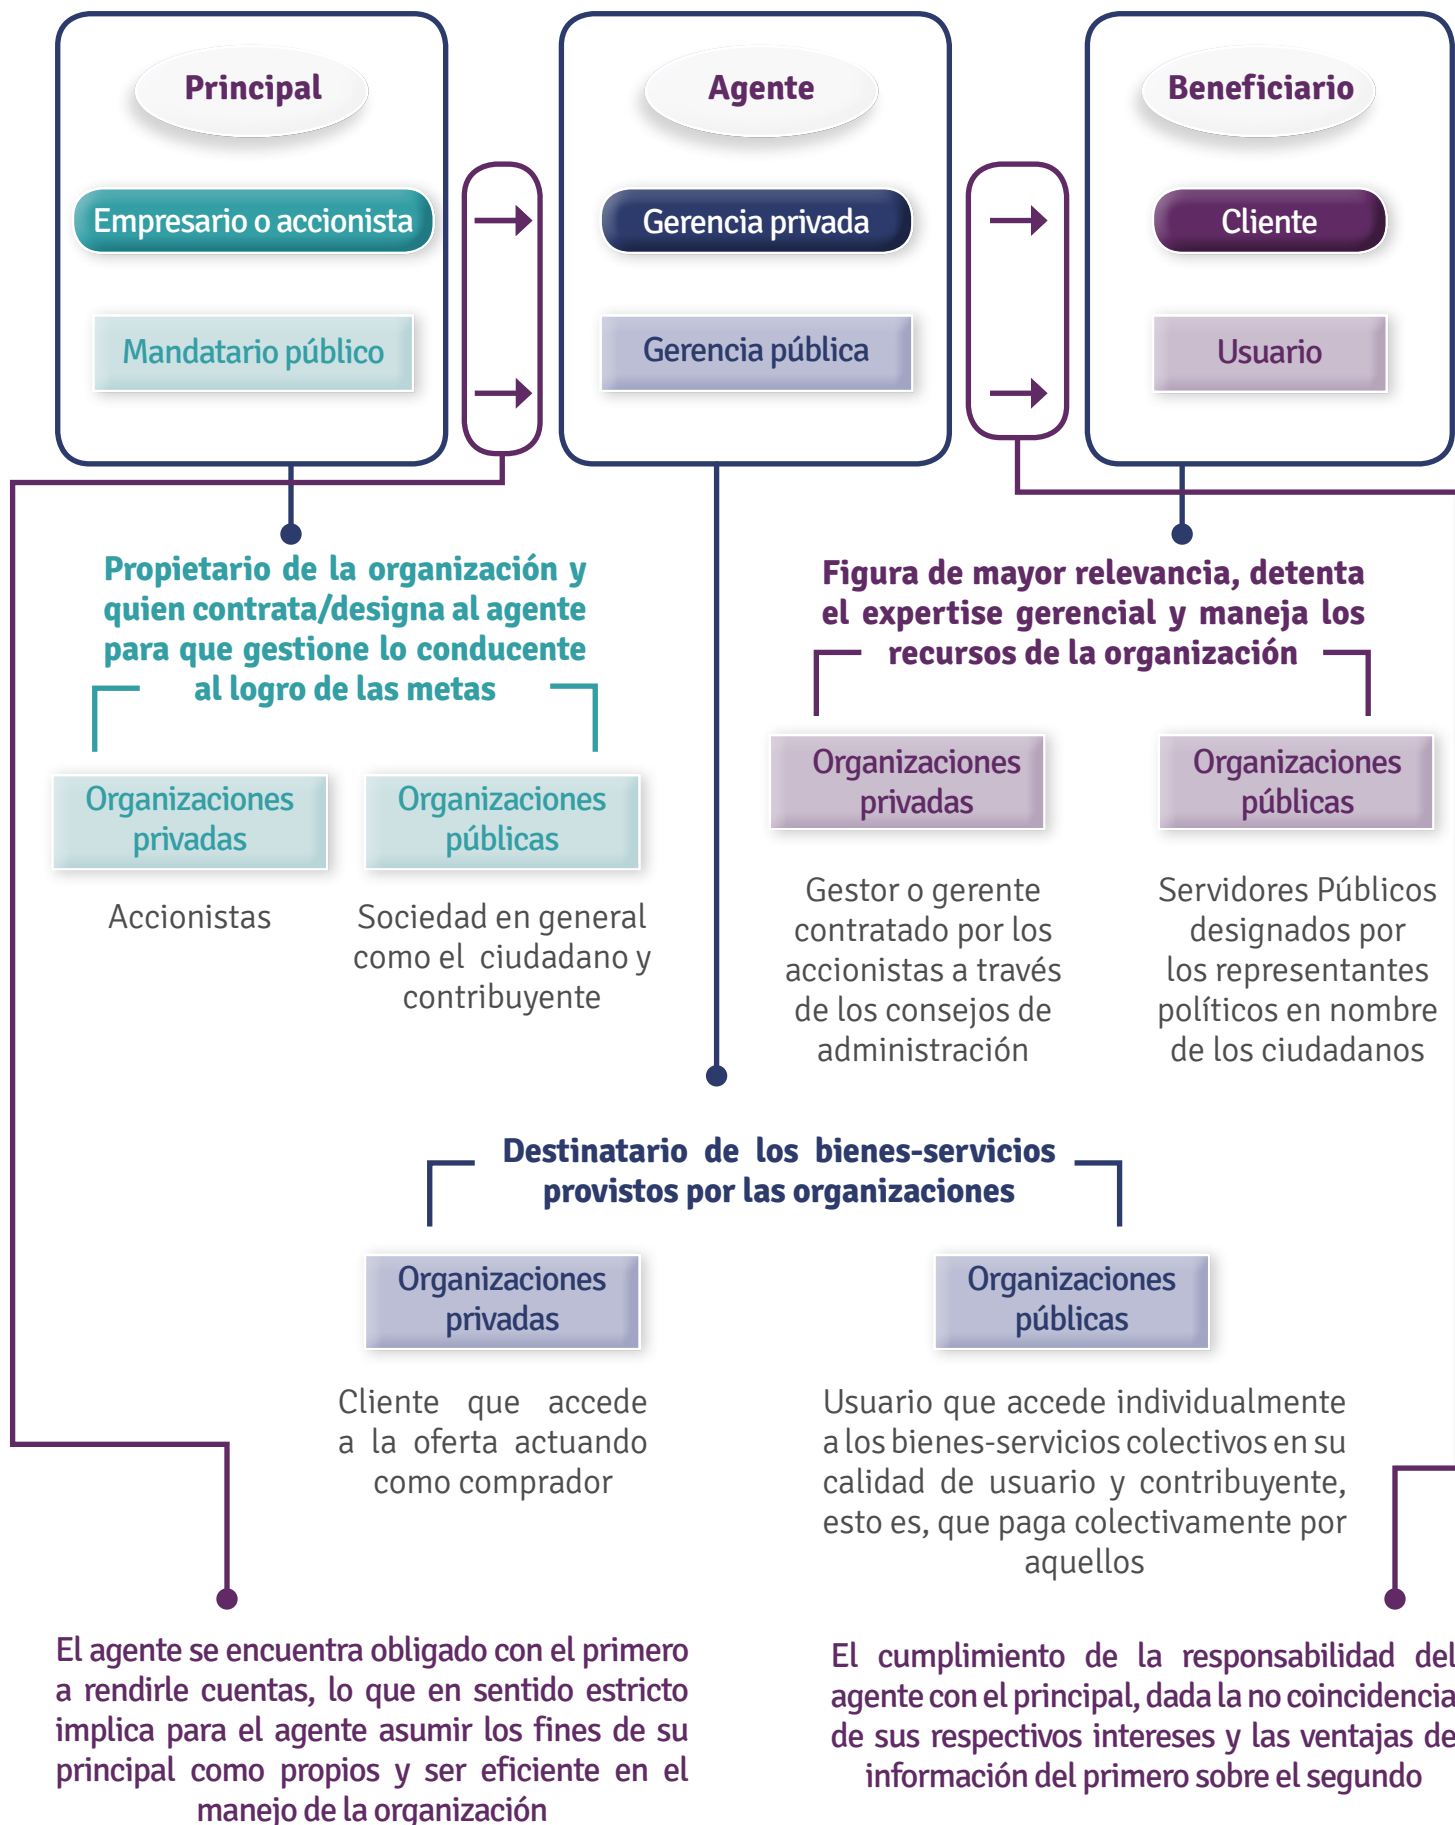 Principal
Agente
Beneficiario
Empresario o accionista
Gerencia privada
Cliente
Mandatario público
Gerencia pública
Usuario
Propietario de la organización y
quien contrata/designa al agente
para que gestione lo conducente
al logro de las metas
Organizaciones
privadas
Accionistas
Organizaciones
públicas
Sociedad en general
como el ciudadano y
contribuyente
Figura de mayor relevancia, detenta
el expertise gerencial y maneja los
recursos de la organización
Organizaciones
privadas
Gestor o gerente
contratado por los
accionistas a través
de los consejos de
administración
Organizaciones
públicas
Servidores Públicos
designados por
los representantes
políticos en nombre
de los ciudadanos
Destinatario de los bienes-servicios
provistos por las organizaciones
Organizaciones
privadas
Cliente que accede
a la oferta actuando
como comprador
Organizaciones
públicas
Usuario que accede individualmente
a los bienes-servicios colectivos en su
calidad de usuario y contribuyente,
esto es, que paga colectivamente por
aquellos
El agente se encuentra obligado con el primero
a rendirle cuentas, lo que en sentido estricto
implica para el agente asumir los fines de su
principal como propios y ser eficiente en el
manejo de la organización
El cumplimiento de la responsabilidad del
agente con el principal, dada la no coincidencia
de sus respectivos intereses y las ventajas de
información del primero sobre el segundo